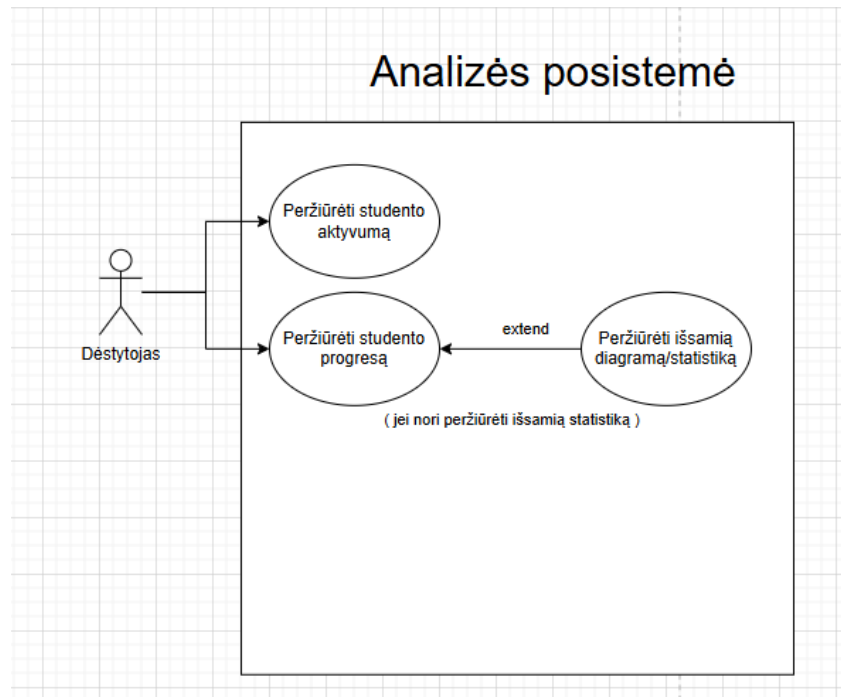 Analizės posistemė
Peržiūrėti studento
aktyvumą
Dėstytojas
Peržiūrėti studento
progresą
extend
Peržiūrėti išsamią
diagramą/statistiką
( jei nori peržiūrėti išsamią statistiką )